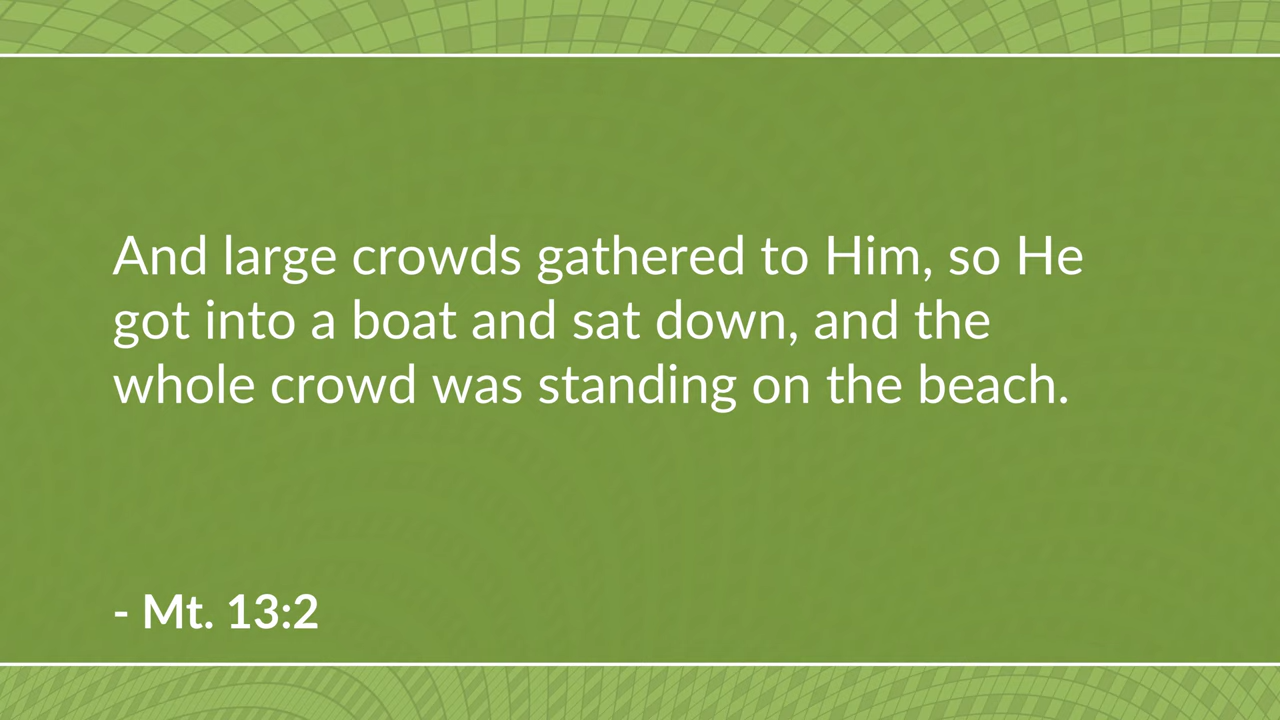 And large crowds gathered to Him, so He
got into a boat and sat down, and the
whole crowd was standing on the beach.
- Mt. 13:2